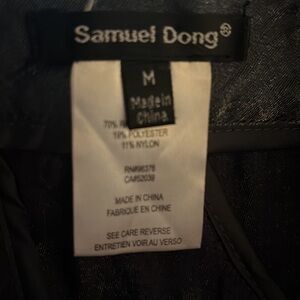 Samuel Dong®
M
Made in
China
70%
19% POLYESTER
11% NYLON
RN#96378
CA#52039
MADE IN CHINA
FABRIQUE EN CHINE
SEE CARE REVERSE
ENTRETIEN VOIR AU VERSO